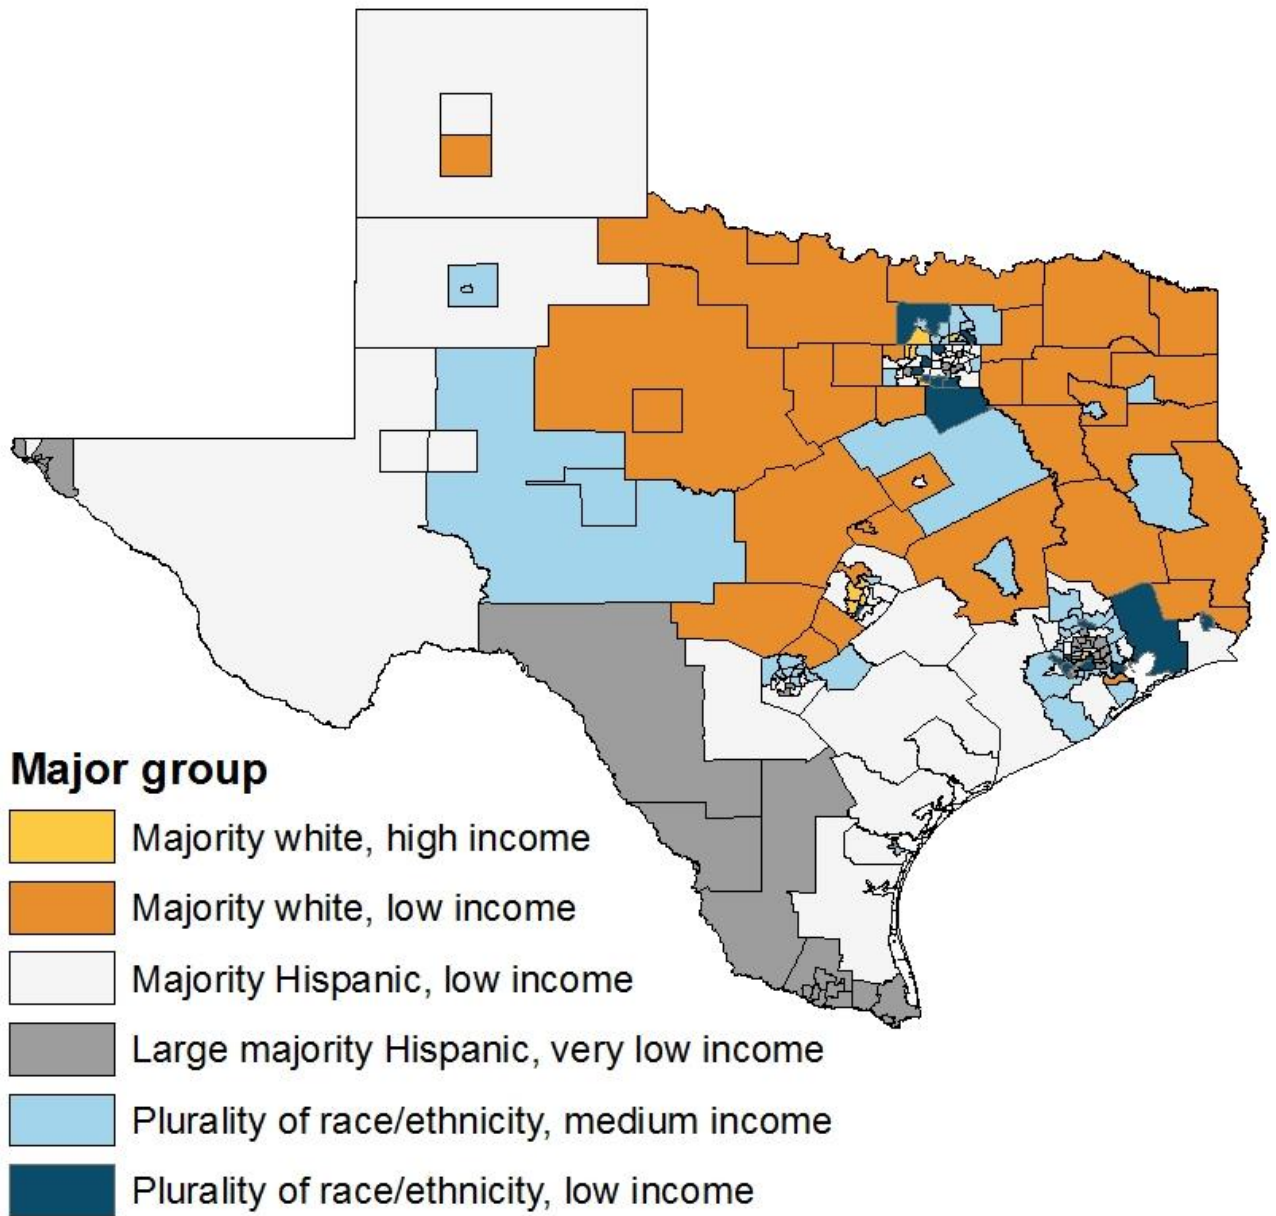 Major group
Majority white, high income
Majority white, low income
Majority Hispanic, low income
Large majority Hispanic, very low income
Plurality of race/ethnicity, medium income
Plurality of race/ethnicity, low income